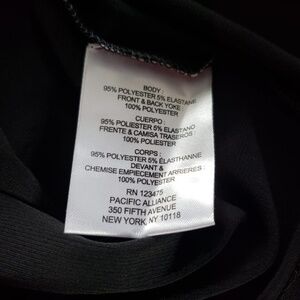 BODY :
95% POLYESTER 5% ELASTANE
FRONT & BACK YOKE
100% POLYESTER
CUERPO :
95% POLIESTER 5% ELASTANO
FRENTE & CAMISA TRASEROS :
100% POLIESTER
CORPS :
95% POLYESTER 5% ÉLASTHANNE
DEVANT &
CHEMISE EMPIECEMENT ARRIERES :
100% POLYESTER
RN 123475
PACIFIC ALLIANCE
350 FIFTH AVENUE
NEW YORK, NY 10118